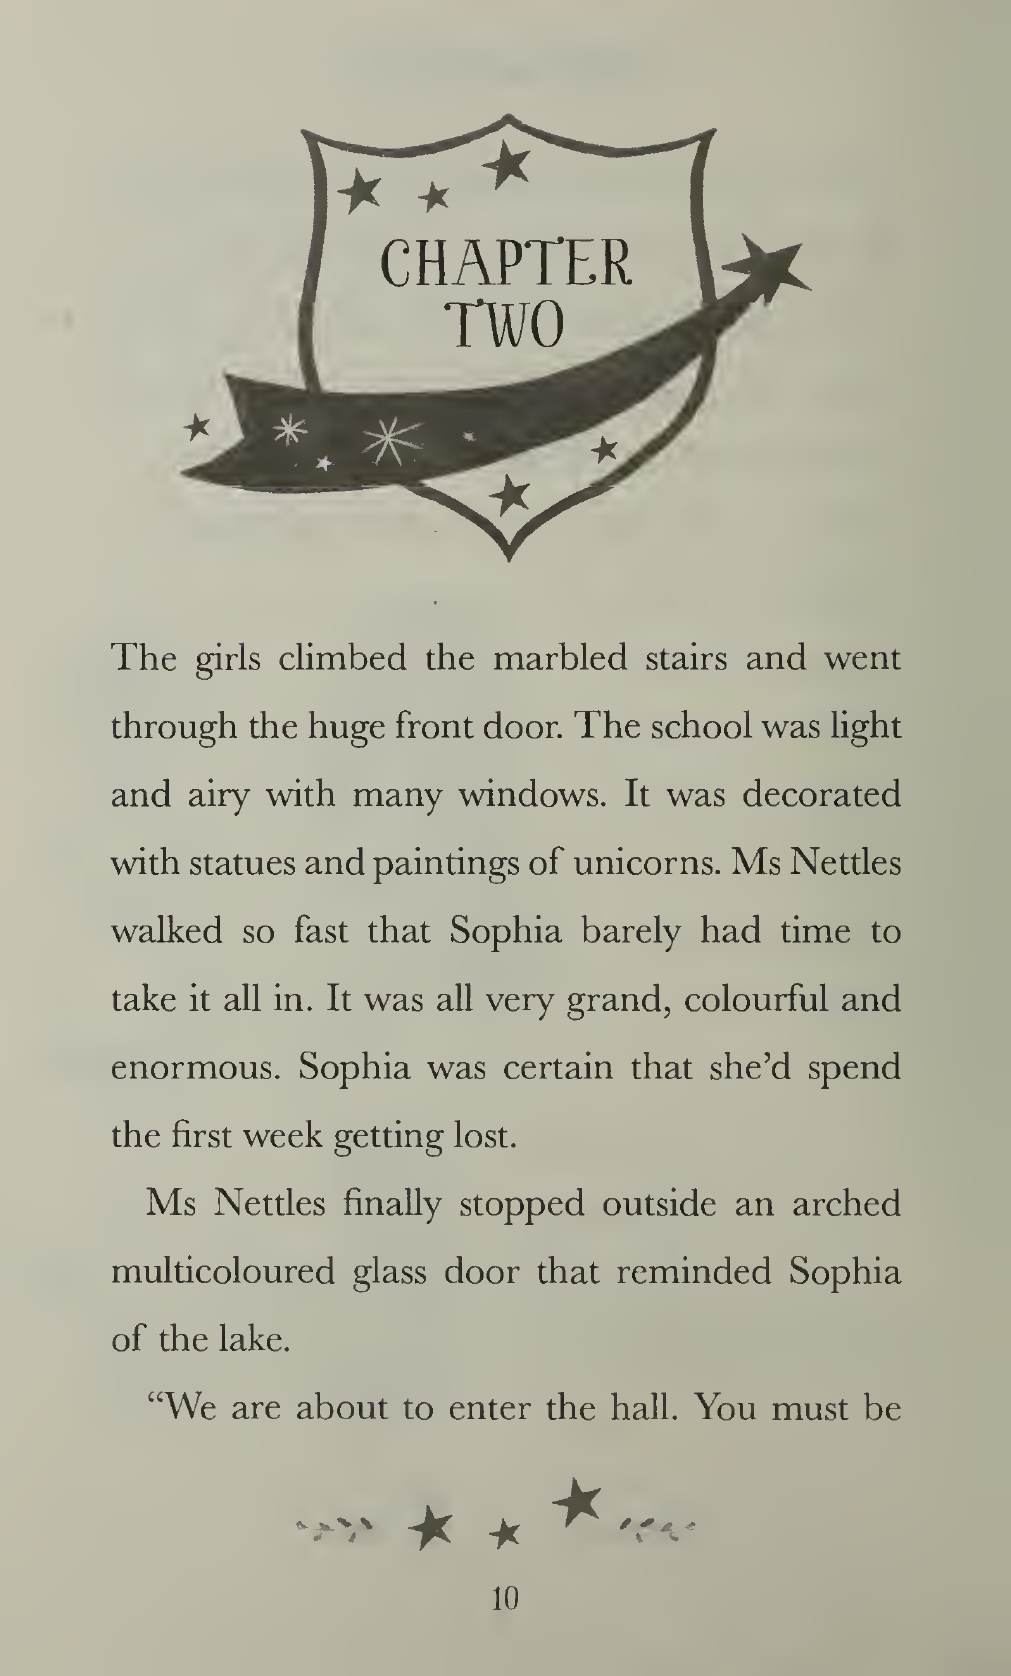 CHAPTER
TWO
The girls climbed the marbled stairs and went
through the huge front door. The school was light
and airy with many windows. It was decorated
with statues and paintings of unicorns. Ms Nettles
walked so fast that Sophia barely had time to
take it all in. It was all very grand, colourful and
enormous. Sophia was certain that she’d spend
the first week getting lost.
Ms Nettles finally stopped outside an arched
multicoloured glass door that reminded Sophia
of the lake.
“We are about to enter the hall. You must be
10